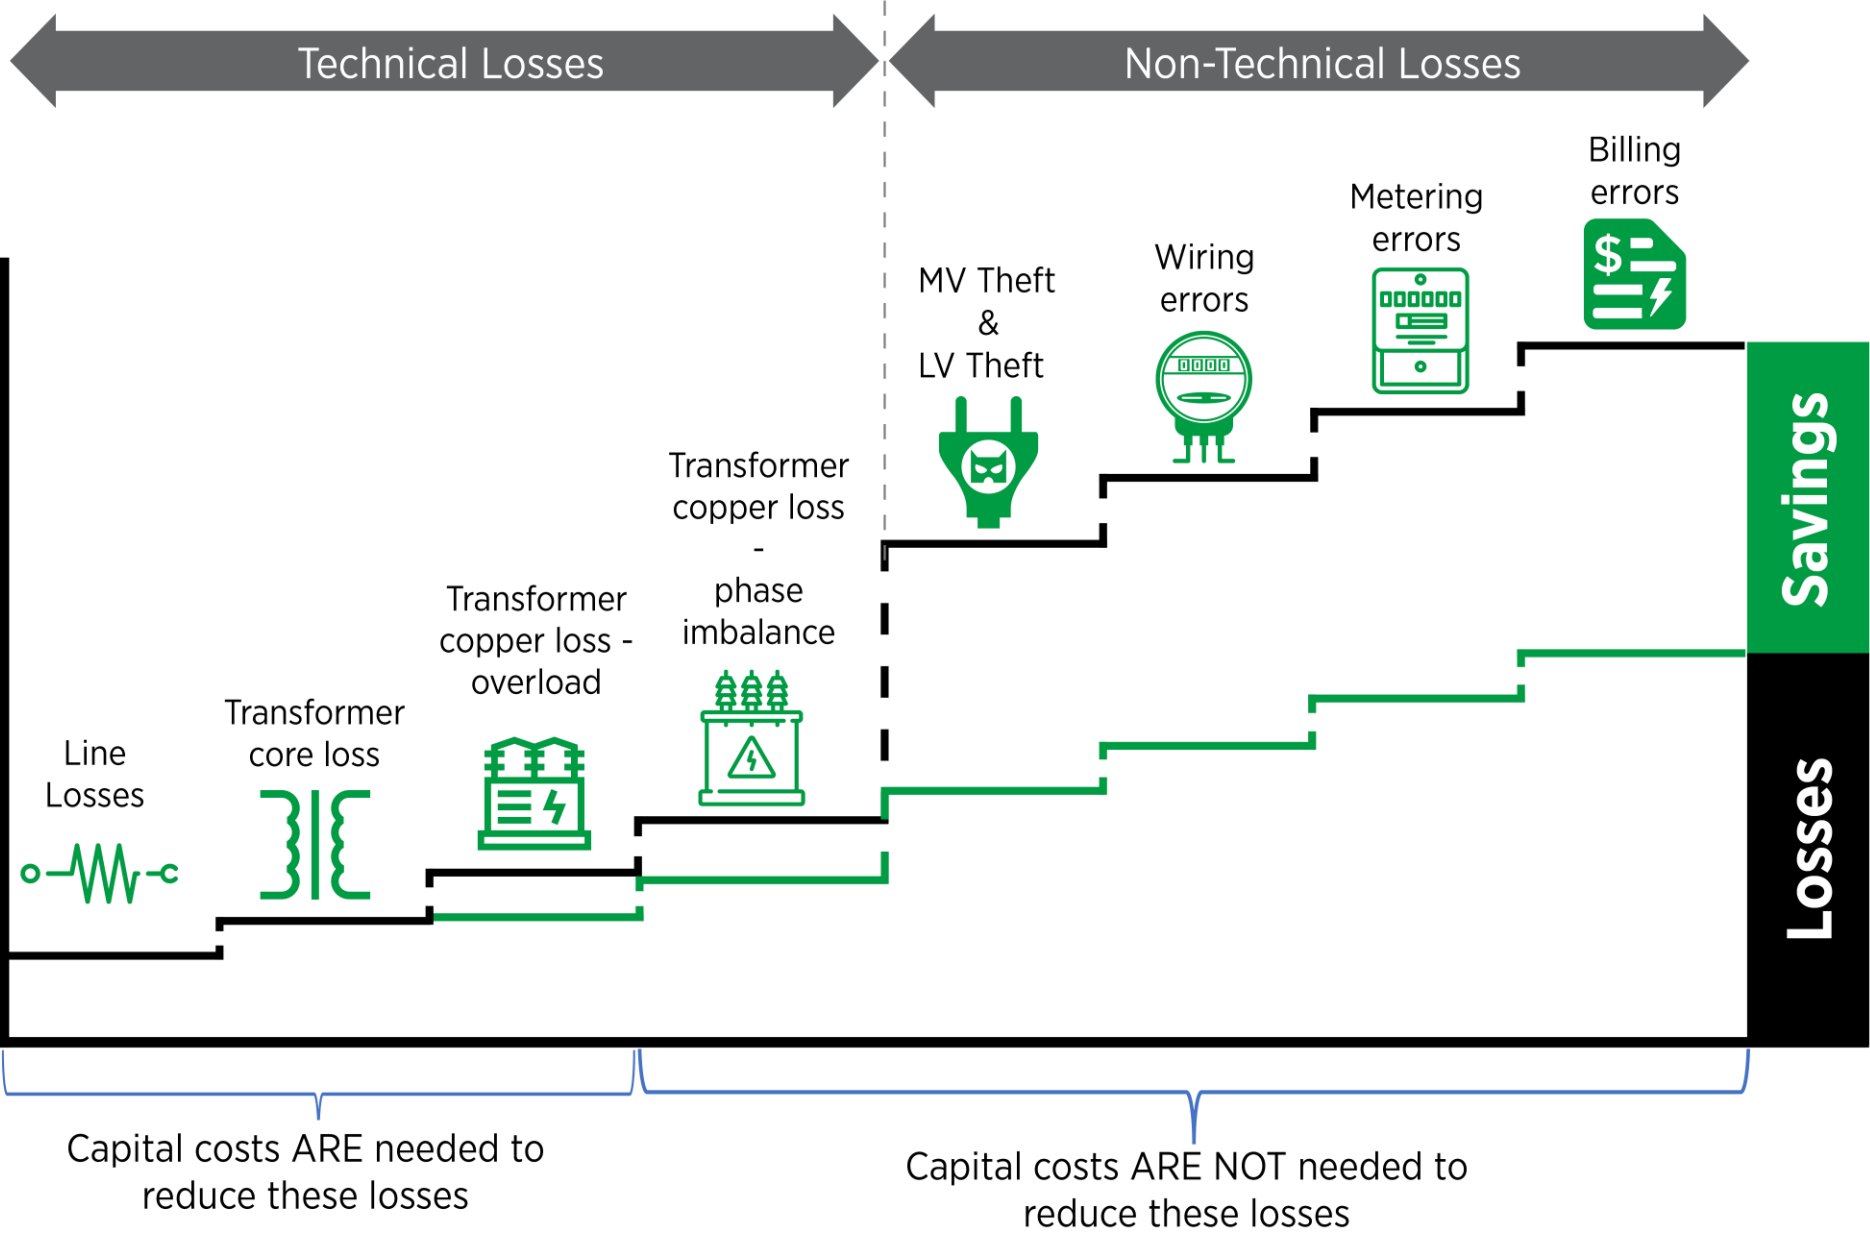 Technical Losses
Non-Technical Losses
Billing
errors
Metering
errors
Wiring
errors
MV Theft
&
LV Theft
Transformer
copper loss
-
phase
imbalance
Transformer
copper loss -
overload
Transformer
core loss
Line
Losses
$
0000
000000
Savings
Losses
Capital costs ARE needed to
reduce these losses
Capital costs ARE NOT needed to
reduce these losses